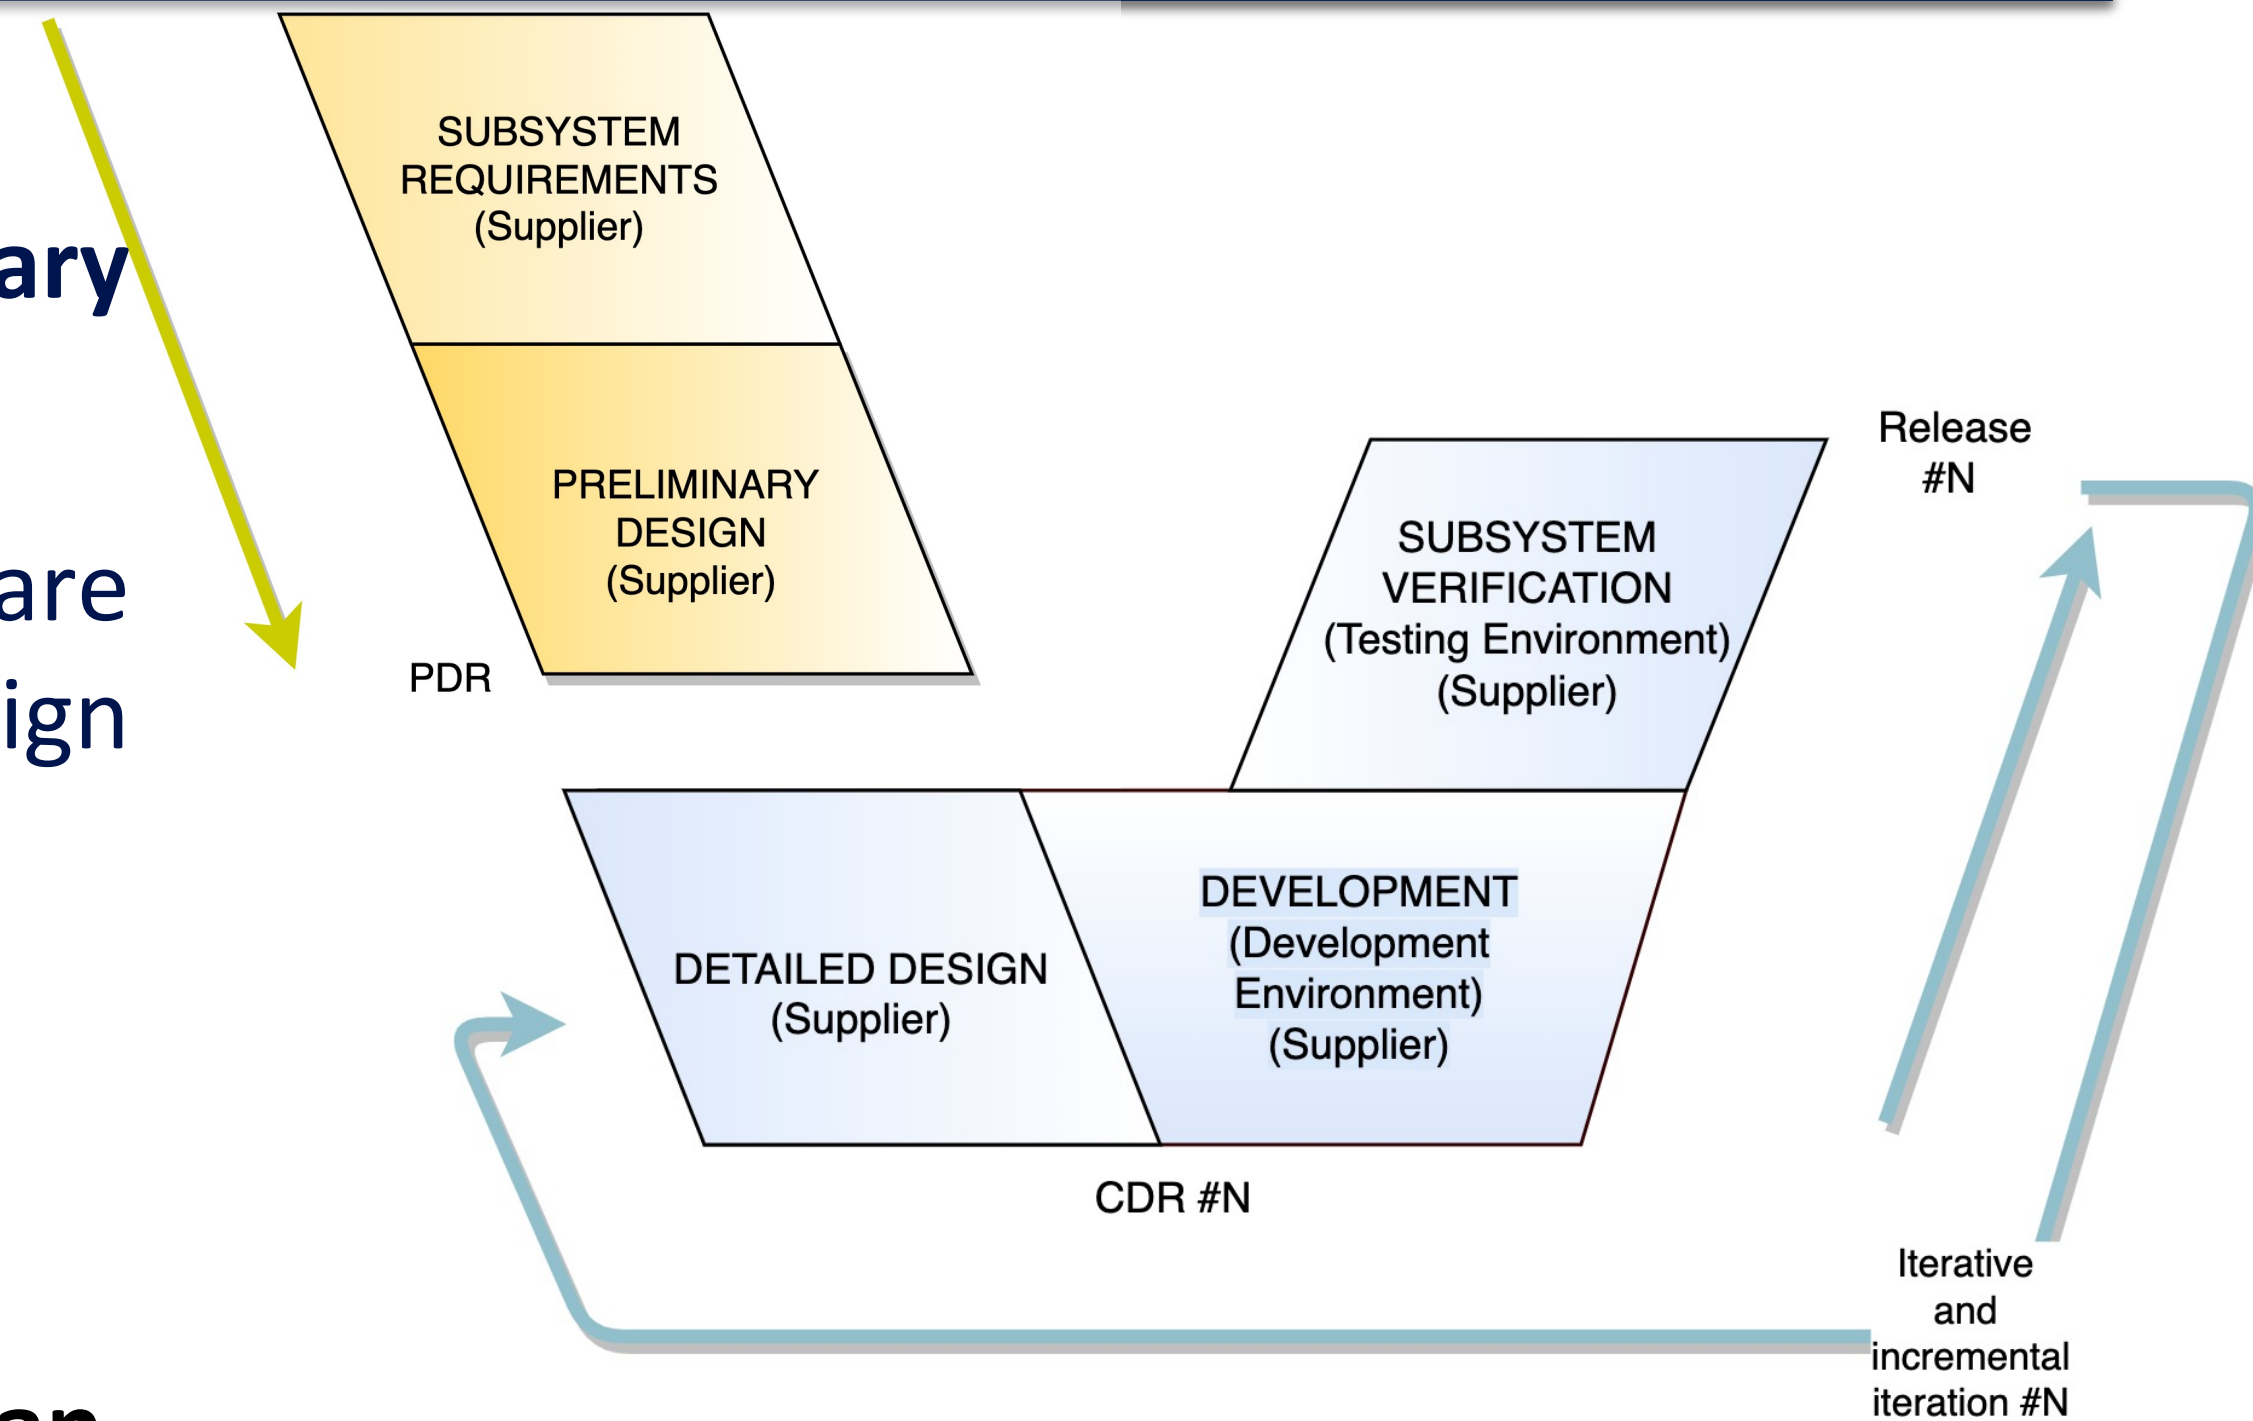 SUBSYSTEM
REQUIREMENTS
(Supplier)
ary
PRELIMINARY
DESIGN
(Supplier)
are
PDR
ign
Release
#N
SUBSYSTEM
VERIFICATION
(Testing Environment)
(Supplier)
DETAILED DESIGN
(Supplier)
DEVELOPMENT
(Development
Environment)
(Supplier)
CDR #N
Iterative
and
incremental
iteration #N